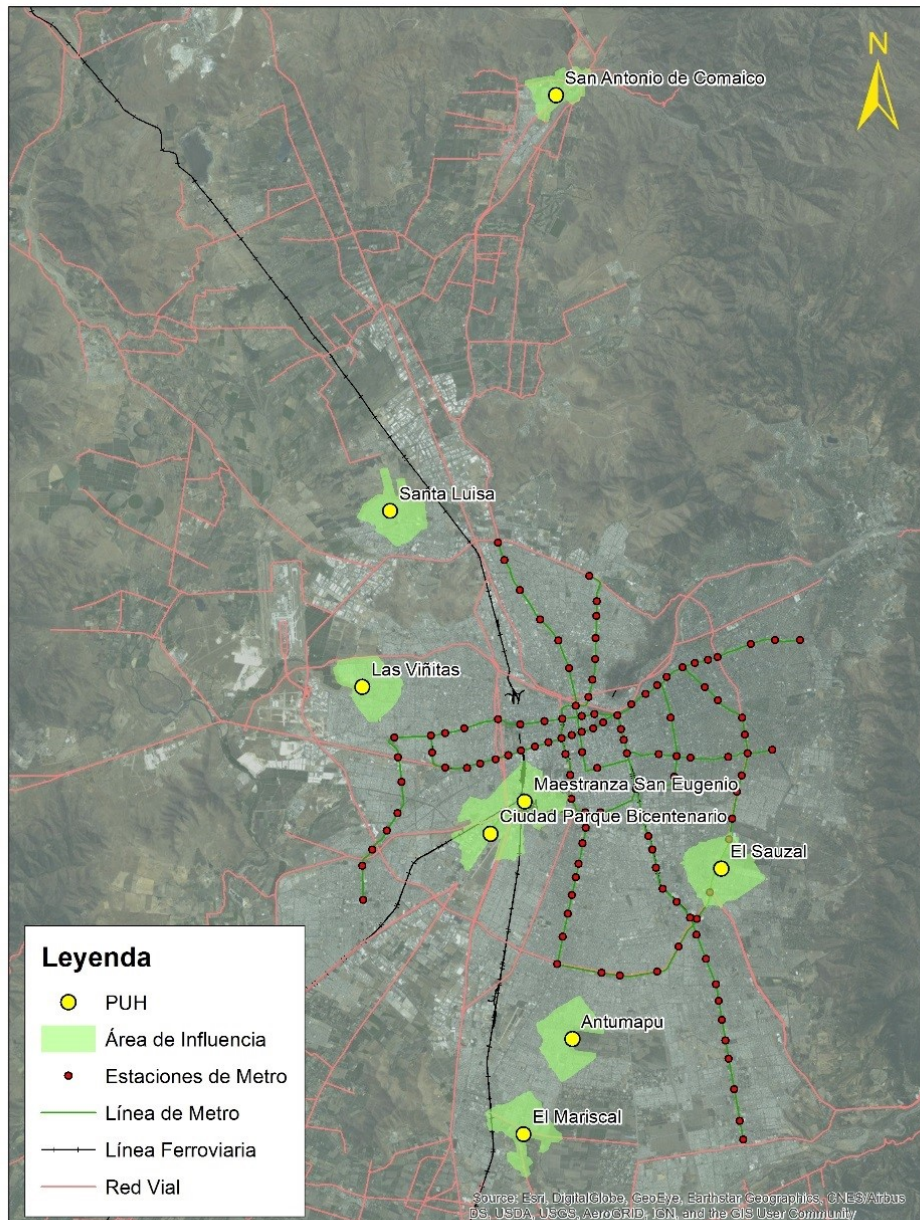 N
San Antonio de Comaico
Santa Luisa
Las Viñitas
Maestranza San Eugenio
Ciudad Parque Bicentenario
El Sauzal
Antumapu
El Mariscal
Leyenda
PUH
Área de Influencia
Estaciones de Metro
Línea de Metro
Línea Ferroviaria
Red Vial
Source: Esri, DigitalGlobe, GeoEye, Earthstar Geographics, CNES/Airbus
DS, USDA, USGS, AeroGRID, IGN, and the GIS User Community